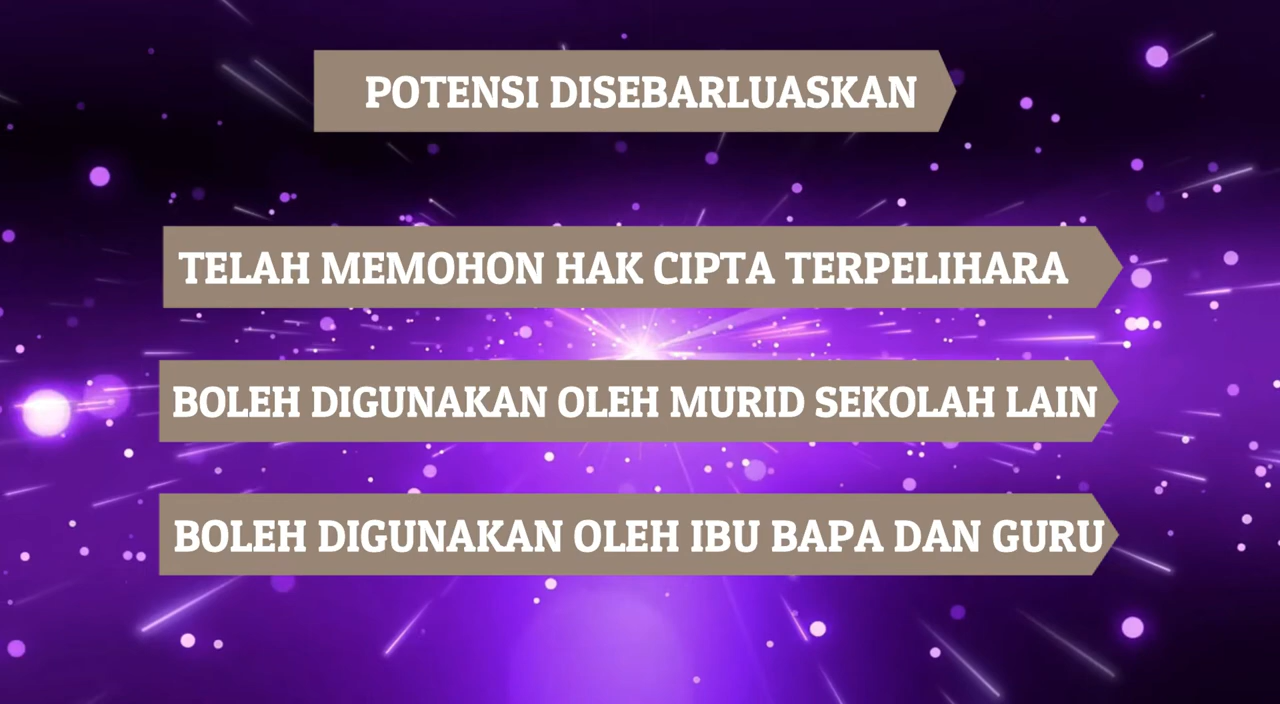 POTENSI DISEBARLUASKAN
TELAH MEMOHON HAK CIPTA TERPELIHARA
BOLEH DIGUNAKAN OLEH MURID SEKOLAH LAIN
BOLEH DIGUNAKAN OLEH IBU BAPA DAN GURU